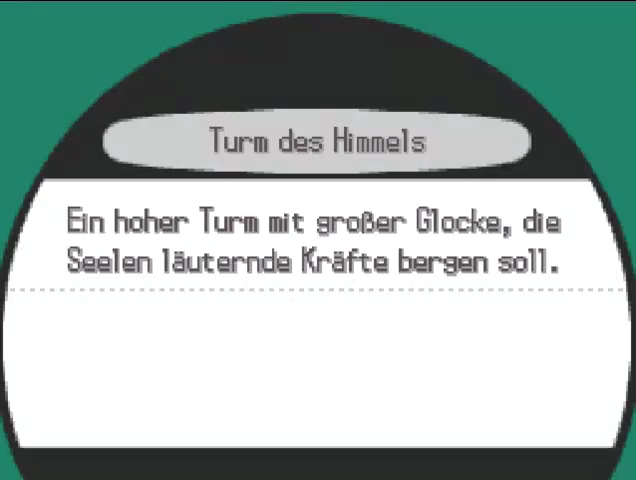 Turm des Himmels
Ein hoher Turm mit großer Glocke, die
Seelen läuternde Kräfte bergen soll.